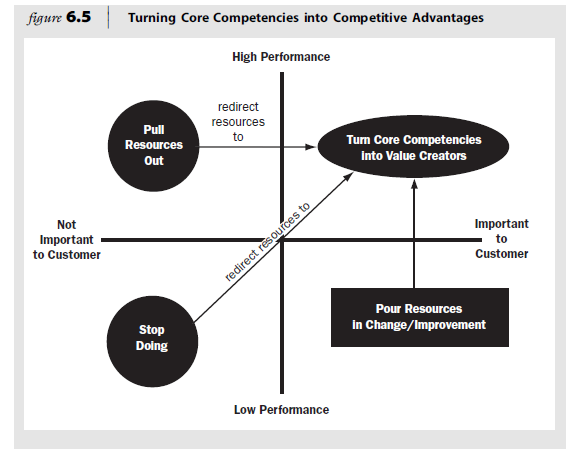 figure 6.5 Turning Core Competencies into Competitive Advantages
High Performance
redirect
resources
to
Pull
Resources
Out
Turn Core Competencies
into Value Creators
redirect resources to
Not
Important
to Customer
Important
to
Customer
Stop
Doing
Pour Resources
in Change/Improvement
Low Performance